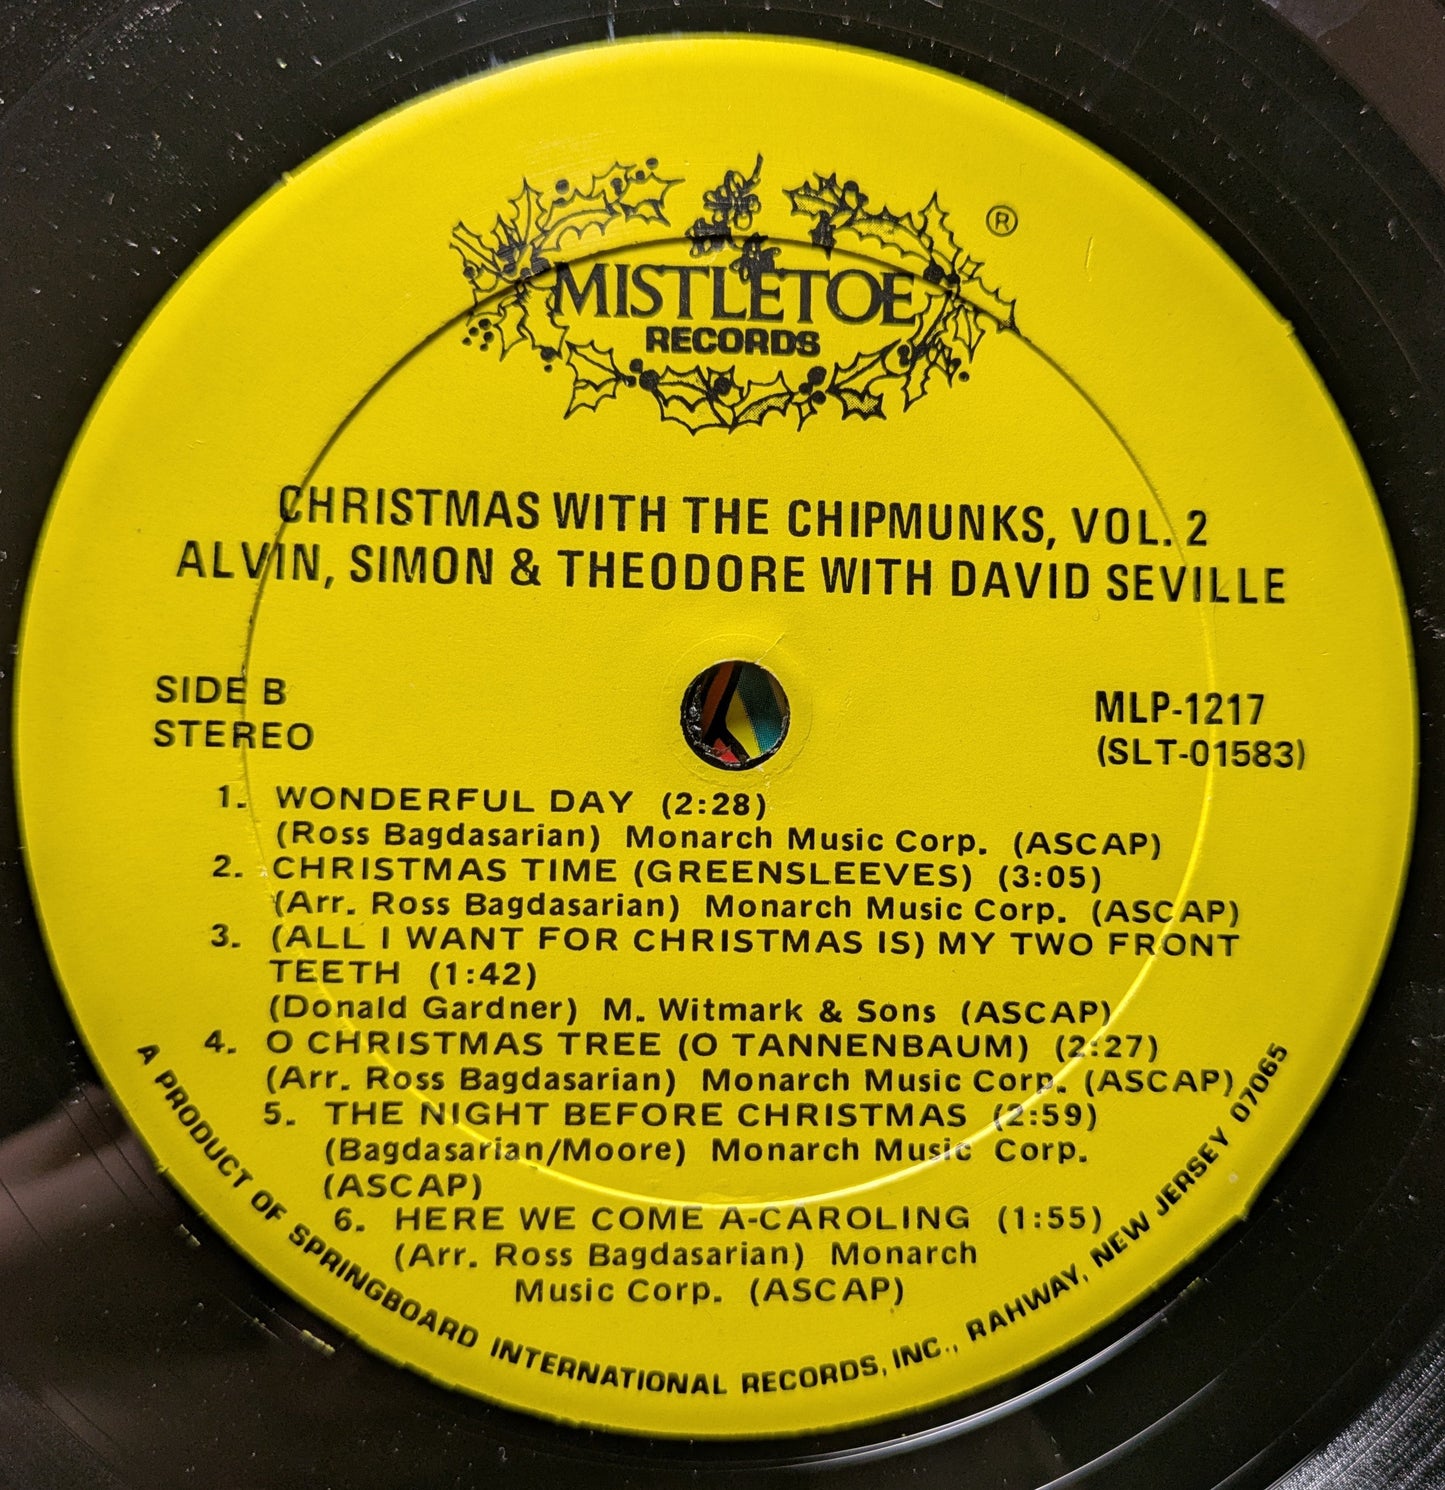 ®
MISTLETOE
RECORDS
CHRISTMAS WITH THE CHIPMUNKS, VOL. 2
ALVIN, SIMON & THEODORE WITH DAVID SEVILLE
SIDE B
STEREO
MLP-1217
(SLT-01583)
1. WONDERFUL DAY (2:28)
(Ross Bagdasarian) Monarch Music Corp. (ASCAP)
2. CHRISTMAS TIME (GREENSLEEVES) (3:05)
(Arr. Ross Bagdasarian) Monarch Music Corp. (ASCAP)
3. (ALL I WANT FOR CHRISTMAS IS) MY TWO FRONT
TEETH (1:42)
(Donald Gardner) M. Witmark & Sons (ASCAP)
4. O CHRISTMAS TREE (O TANNENBAUM) (2:27)
(Arr. Ross Bagdasarian) Monarch Music Corp. (ASCAP)
5. THE NIGHT BEFORE CHRISTMAS (2:59)
(Bagdasarian/Moore) Monarch Music Corp.
(ASCAP)
6. HERE WE COME A-CAROLING (1:55)
(Arr. Ross Bagdasarian) Monarch
Music Corp. (ASCAP)
A PRODUCT OF SPRINGBOARD INTERNATIONAL RECORDS, INC., RAHWAY, NEW JERSEY 07065